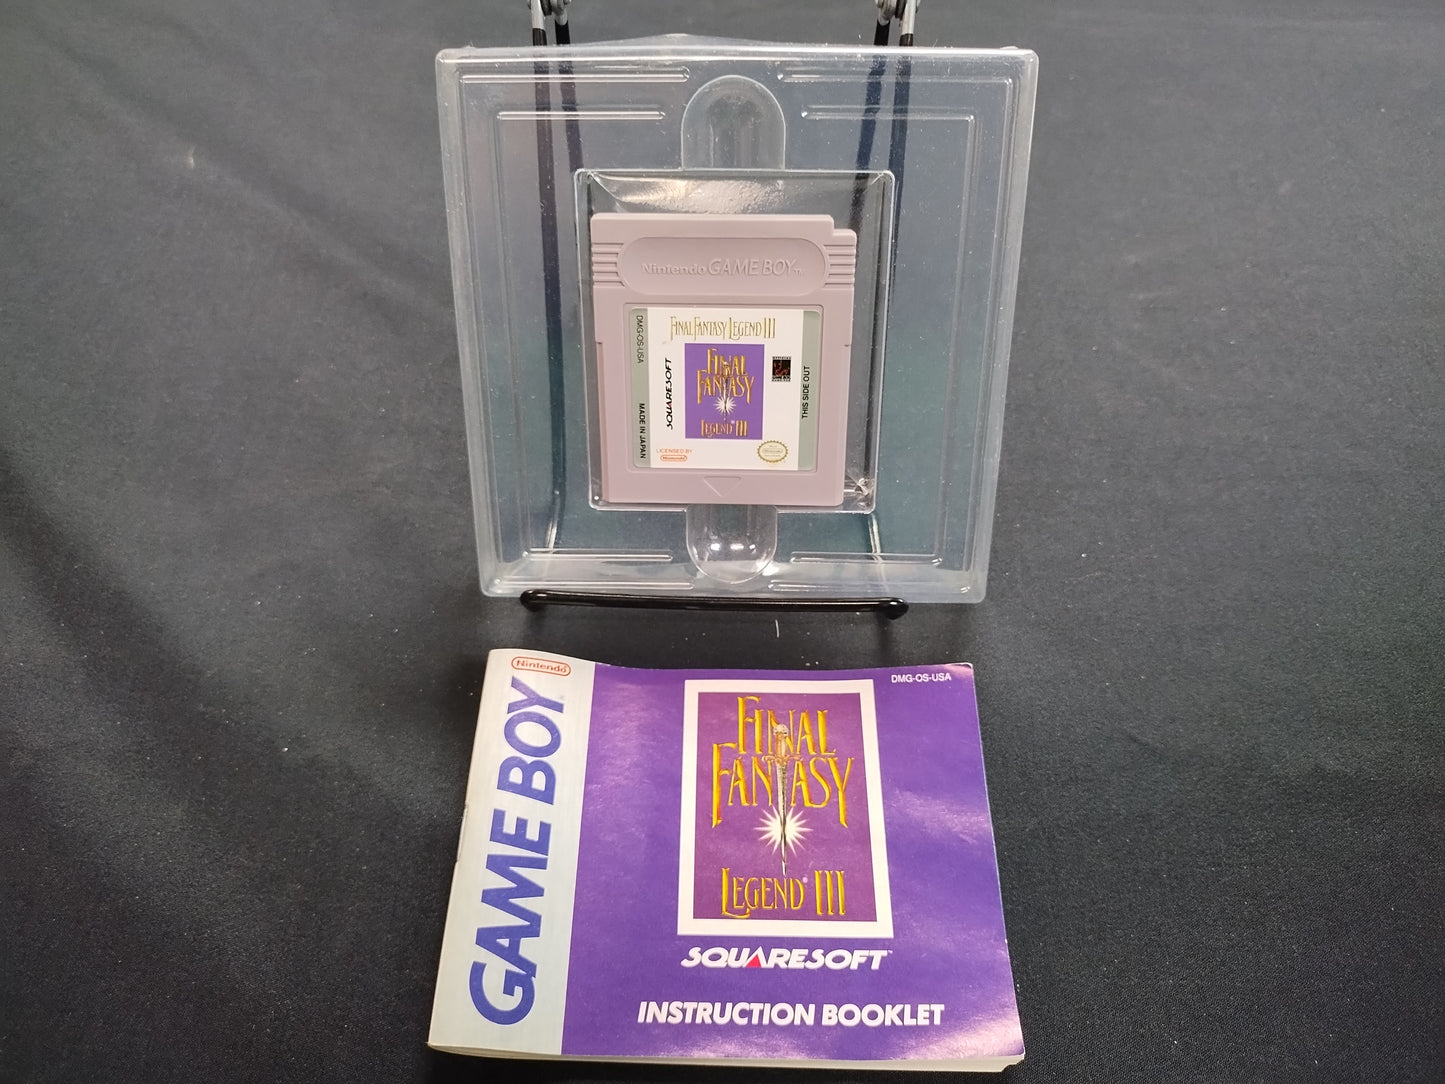 Nintendo GAME BOY TM
FINAL FANTASY LEGEND III
DMG-OS-USA
MADE IN JAPAN
SQUARESOFT
FINAL
FANTASY
LEGEND III
THIS SIDE OUT
LICENSED BY
Nintendo
Nintendo
GAME BOY
DMG-OS-USA
FINAL
FANTASY
LEGEND III
SQUARESOFT
INSTRUCTION BOOKLET